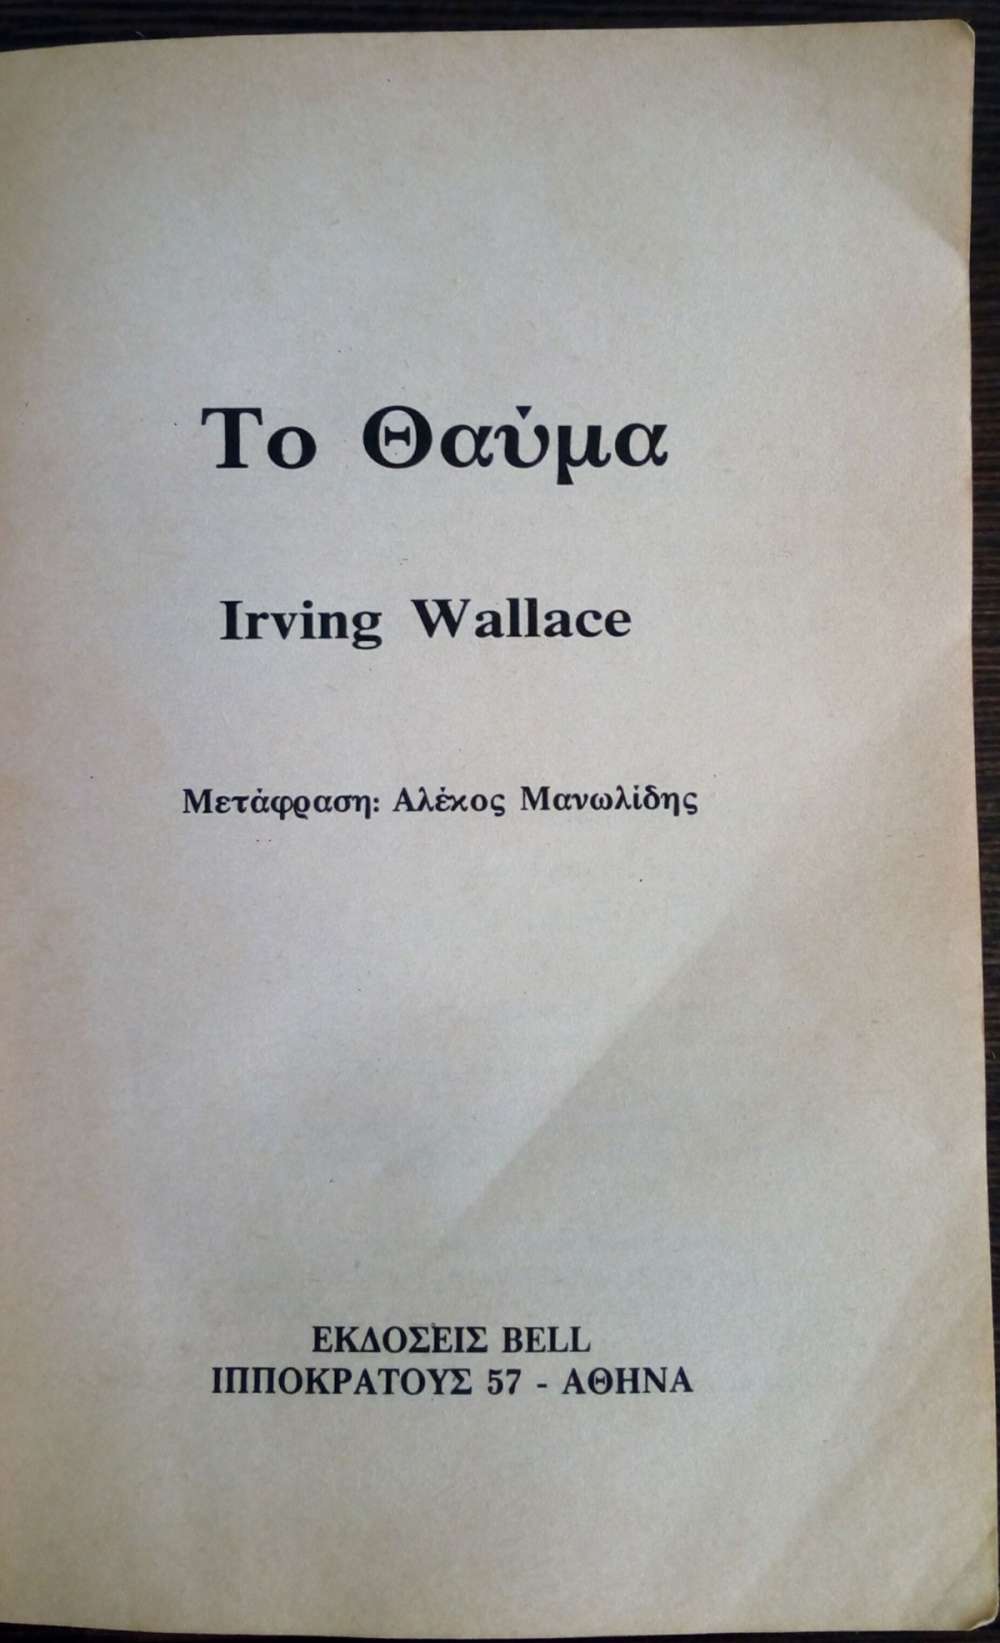 Το Θαύμα
Irving Wallace
Μετάφραση: Αλέκος Μανωλίδης
ΕΚΔΟΣΕΙΣ BELL
ΙΠΠΟΚΡΑΤΟΥΣ 57 - ΑΘΗΝΑ